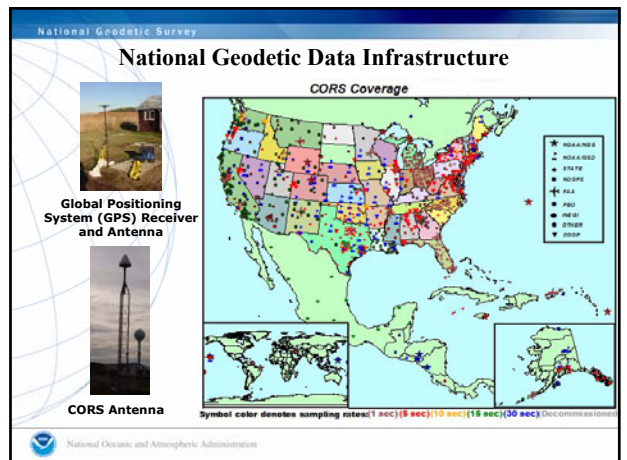 National Geodetic Survey
National Geodetic Data Infrastructure
CORS Coverage
Global Positioning
System (GPS) Receiver
and Antenna
CORS Antenna
NOAA/NGS
NOAA/GSD
STATE
NDGPS
FAA
PBO
INEGI
OTHER
COOP
Symbol color denotes sampling rates:(1 sec)(5 sec)(10 sec)(15 sec)(30 sec)(Decommissioned
National Oceanic and Atmospheric Administration